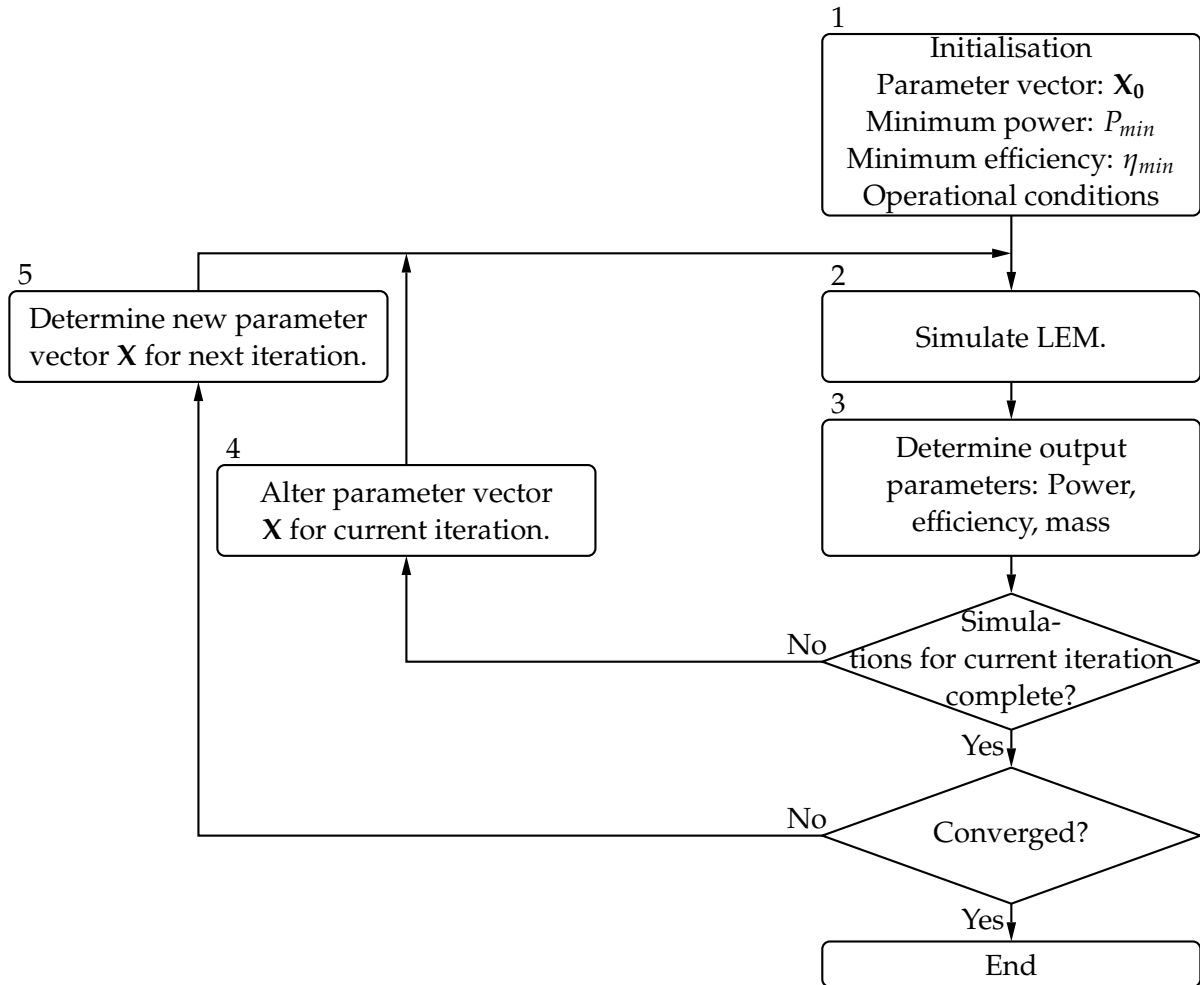 1
Initialisation
Parameter vector: X₀
Minimum power: P_min
Minimum efficiency: η_min
Operational conditions
5
Determine new parameter
vector X for next iteration.
2
Simulate LEM.
3
Determine output
parameters: Power,
efficiency, mass
4
Alter parameter vector
X for current iteration.
No
Simula-
tions for current iteration
complete?
Yes
No
Converged?
Yes
End